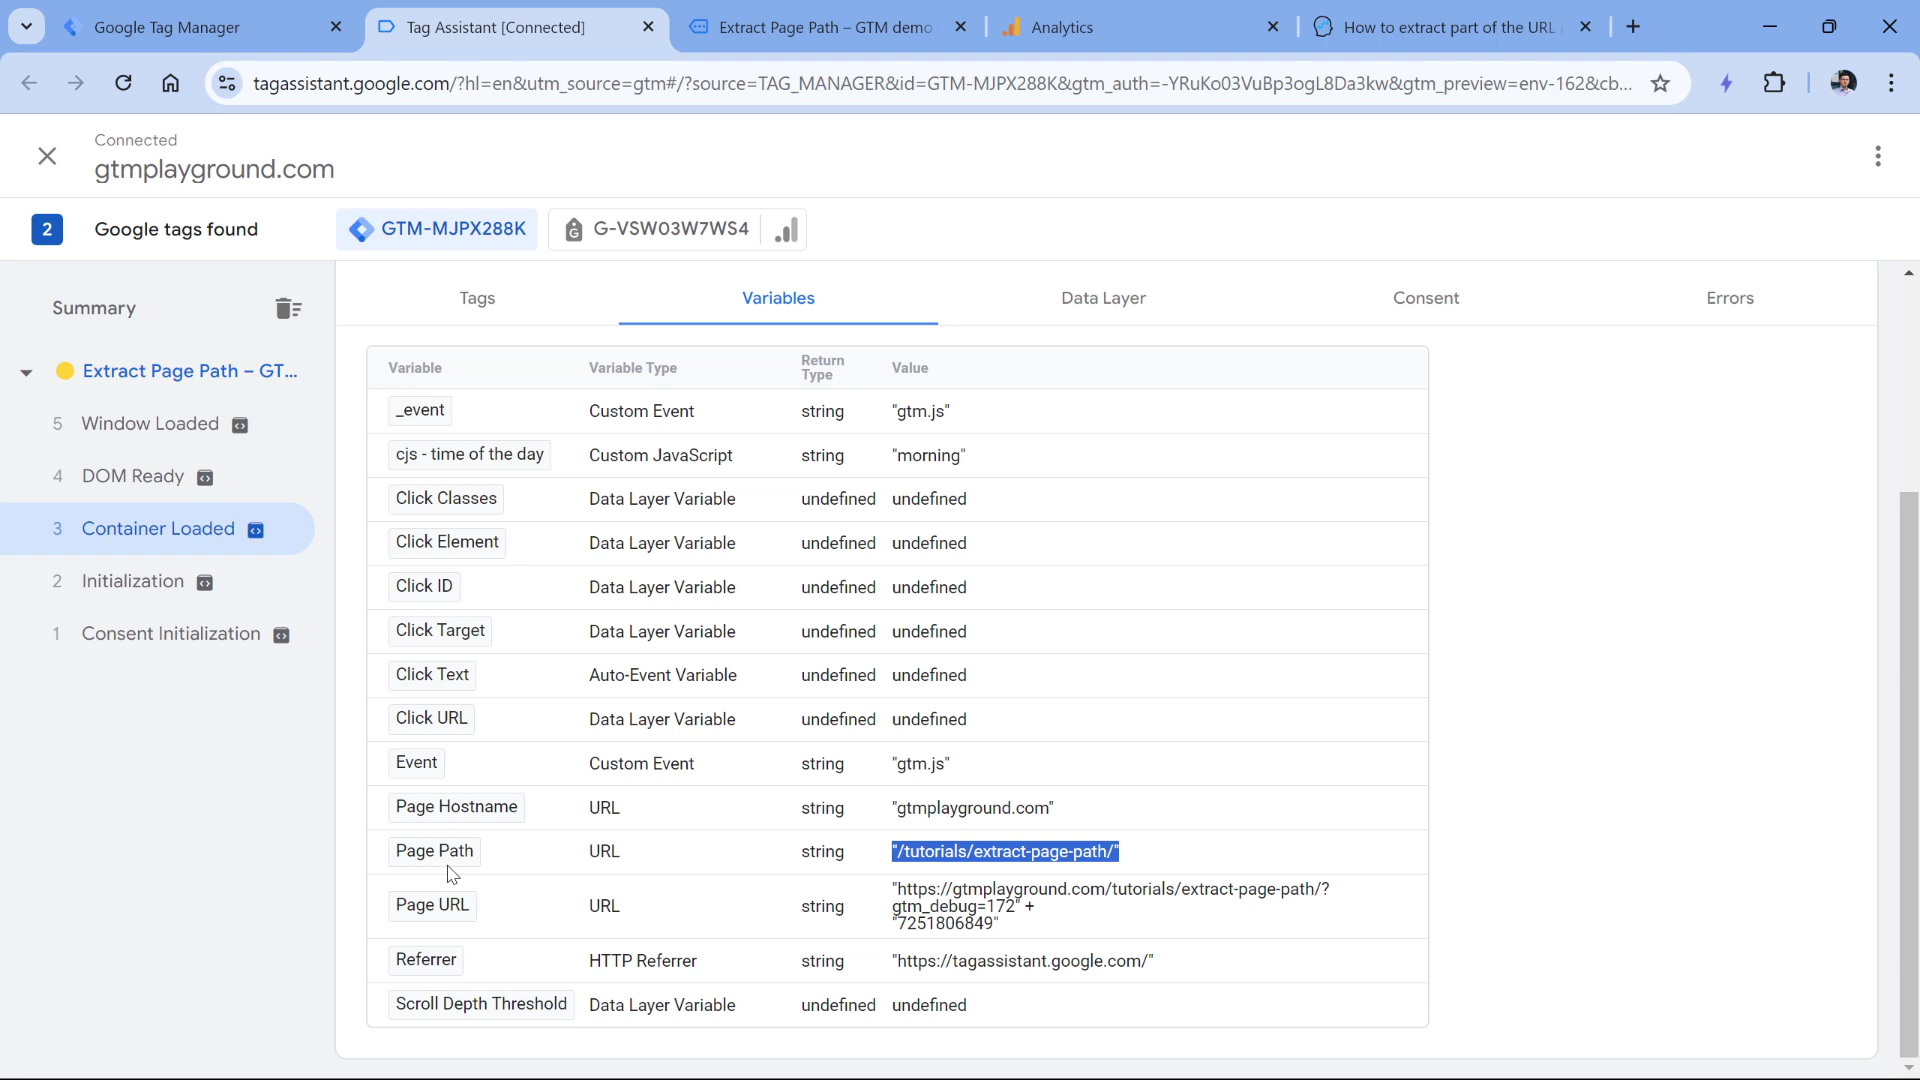 Google Tag Manager
Tag Assistant [Connected]
Extract Page Path – GTM demo
Analytics
How to extract part of the URL
tagassistant.google.com/?hl=en&utm_source=gtm#/?source=TAG_MANAGER&id=GTM-MJPX288K&gtm_auth=-YRuKo03VuBp3ogL8Da3kw&gtm_preview=env-162&cb...
Connected
gtmplayground.com
2 Google tags found
GTM-MJPX288K
G-VSW03W7WS4
Summary
Extract Page Path – GT...
5 Window Loaded
4 DOM Ready
3 Container Loaded
2 Initialization
1 Consent Initialization
Tags Variables Data Layer Consent Errors
Variable Variable Type Return Type Value
_event Custom Event string "gtm.js"
cjs - time of the day Custom JavaScript string "morning"
Click Classes Data Layer Variable undefined undefined
Click Element Data Layer Variable undefined undefined
Click ID Data Layer Variable undefined undefined
Click Target Data Layer Variable undefined undefined
Click Text Auto-Event Variable undefined undefined
Click URL Data Layer Variable undefined undefined
Event Custom Event string "gtm.js"
Page Hostname URL string "gtmplayground.com"
Page Path URL string "/tutorials/extract-page-path/"
Page URL URL string "https://gtmplayground.com/tutorials/extract-page-path/?
gtm_debug=172" +
"7251806849"
Referrer HTTP Referrer string "https://tagassistant.google.com/"
Scroll Depth Threshold Data Layer Variable undefined undefined